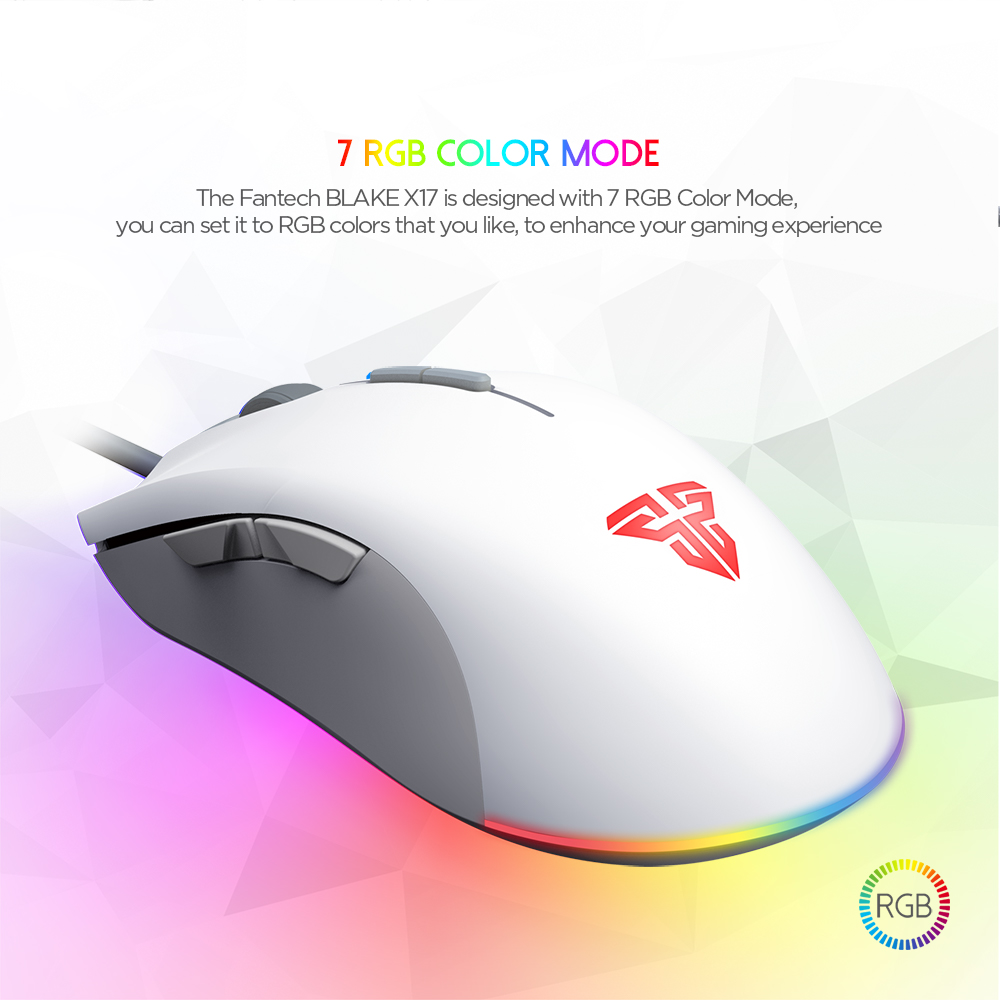 7 RGB COLOR MODE
The Fantech BLAKE X17 is designed with 7 RGB Color Mode,
you can set it to RGB colors that you like, to enhance your gaming experience
RGB